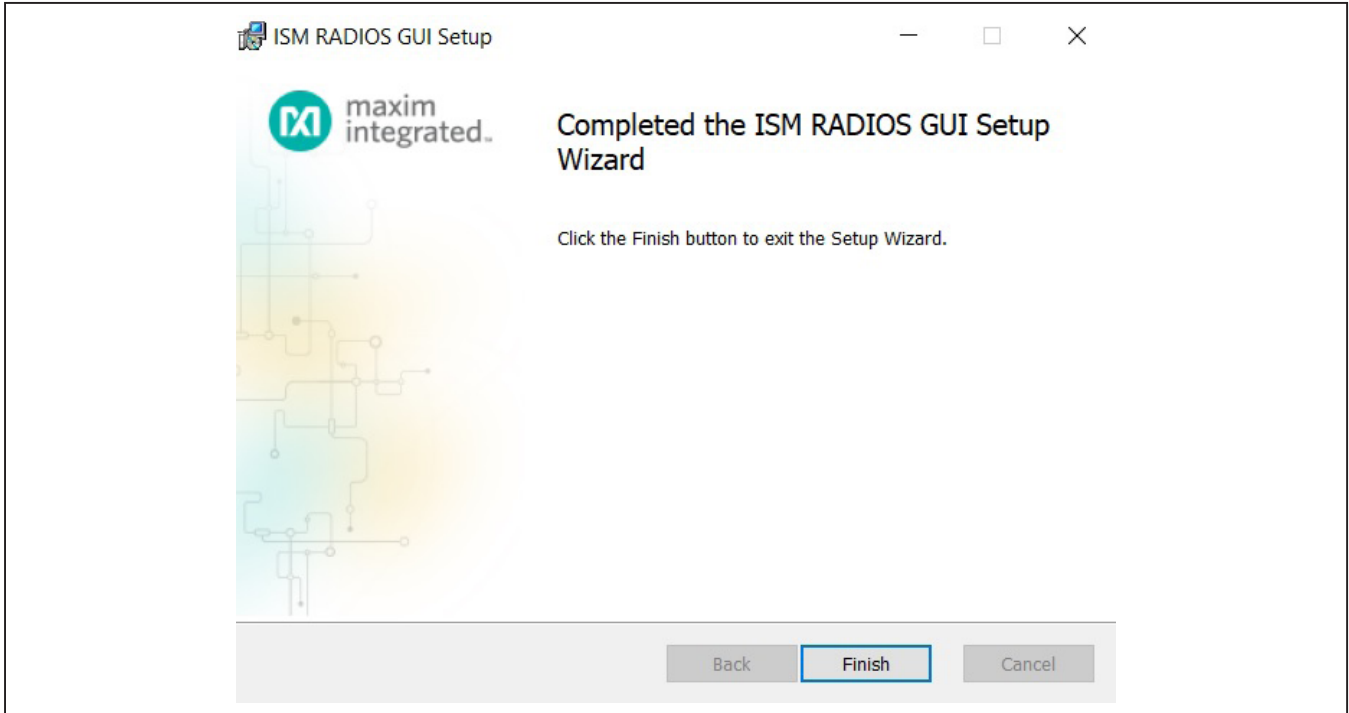 ISM RADIOS GUI Setup
maxim
integrated™
Completed the ISM RADIOS GUI Setup
Wizard
Click the Finish button to exit the Setup Wizard.
Back Finish Cancel